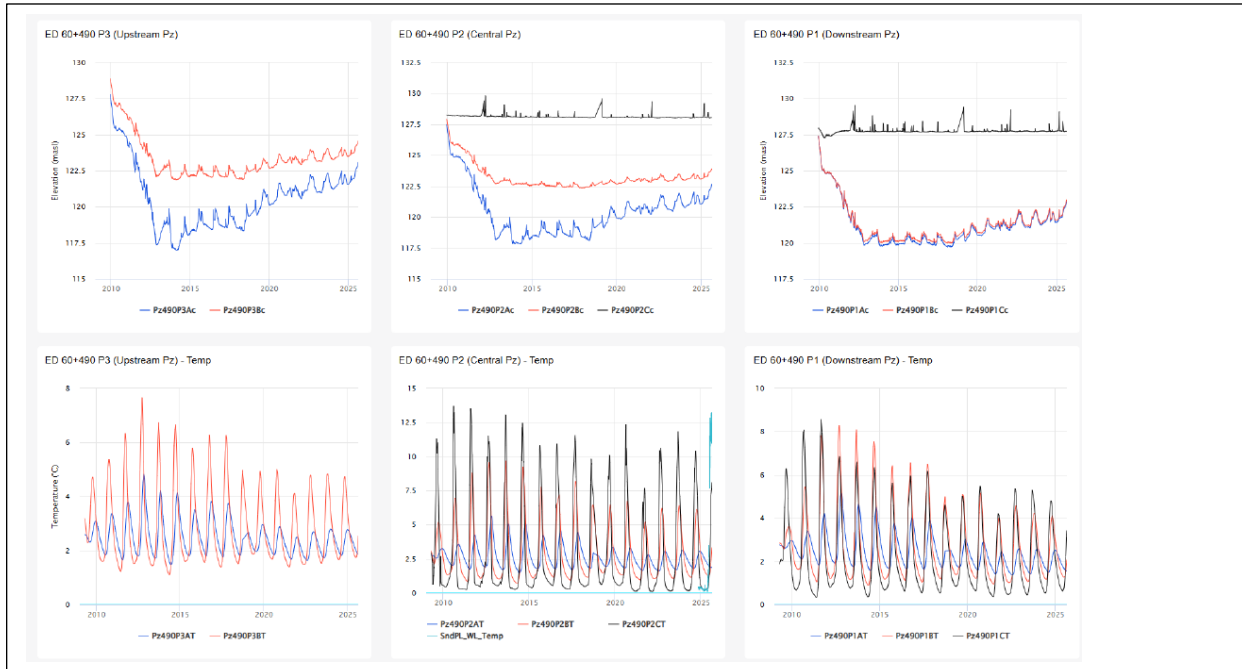 ED 60+490 P3 (Upstream Pz)
130
127.5
125
122.5
120
117.5
115
Elevation (masl)
2010 2015 2020 2025
Pz490P3Ac Pz490P3Bc
ED 60+490 P2 (Central Pz)
132.5
130
127.5
125
122.5
120
117.5
115
Elevation (masl)
2010 2015 2020 2025
Pz490P2Ac Pz490P2Bc Pz490P2Cc
ED 60+490 P1 (Downstream Pz)
132.5
130
127.5
125
122.5
120
117.5
Elevation (masl)
2010 2015 2020 2025
Pz490P1Ac Pz490P1Bc Pz490P1Cc
ED 60+490 P3 (Upstream Pz) - Temp
8
6
4
2
0
Temperature (°C)
2010 2015 2020 2025
Pz490P3AT Pz490P3BT
ED 60+490 P2 (Central Pz) - Temp
15
12.5
10
7.5
5
2.5
0
2010 2015 2020 2025
Pz490P2AT Pz490P2BT Pz490P2CT
SndPL_WL_Temp
ED 60+490 P1 (Downstream Pz) - Temp
10
8
6
4
2
0
2010 2015 2020 2025
Pz490P1AT Pz490P1BT Pz490P1CT